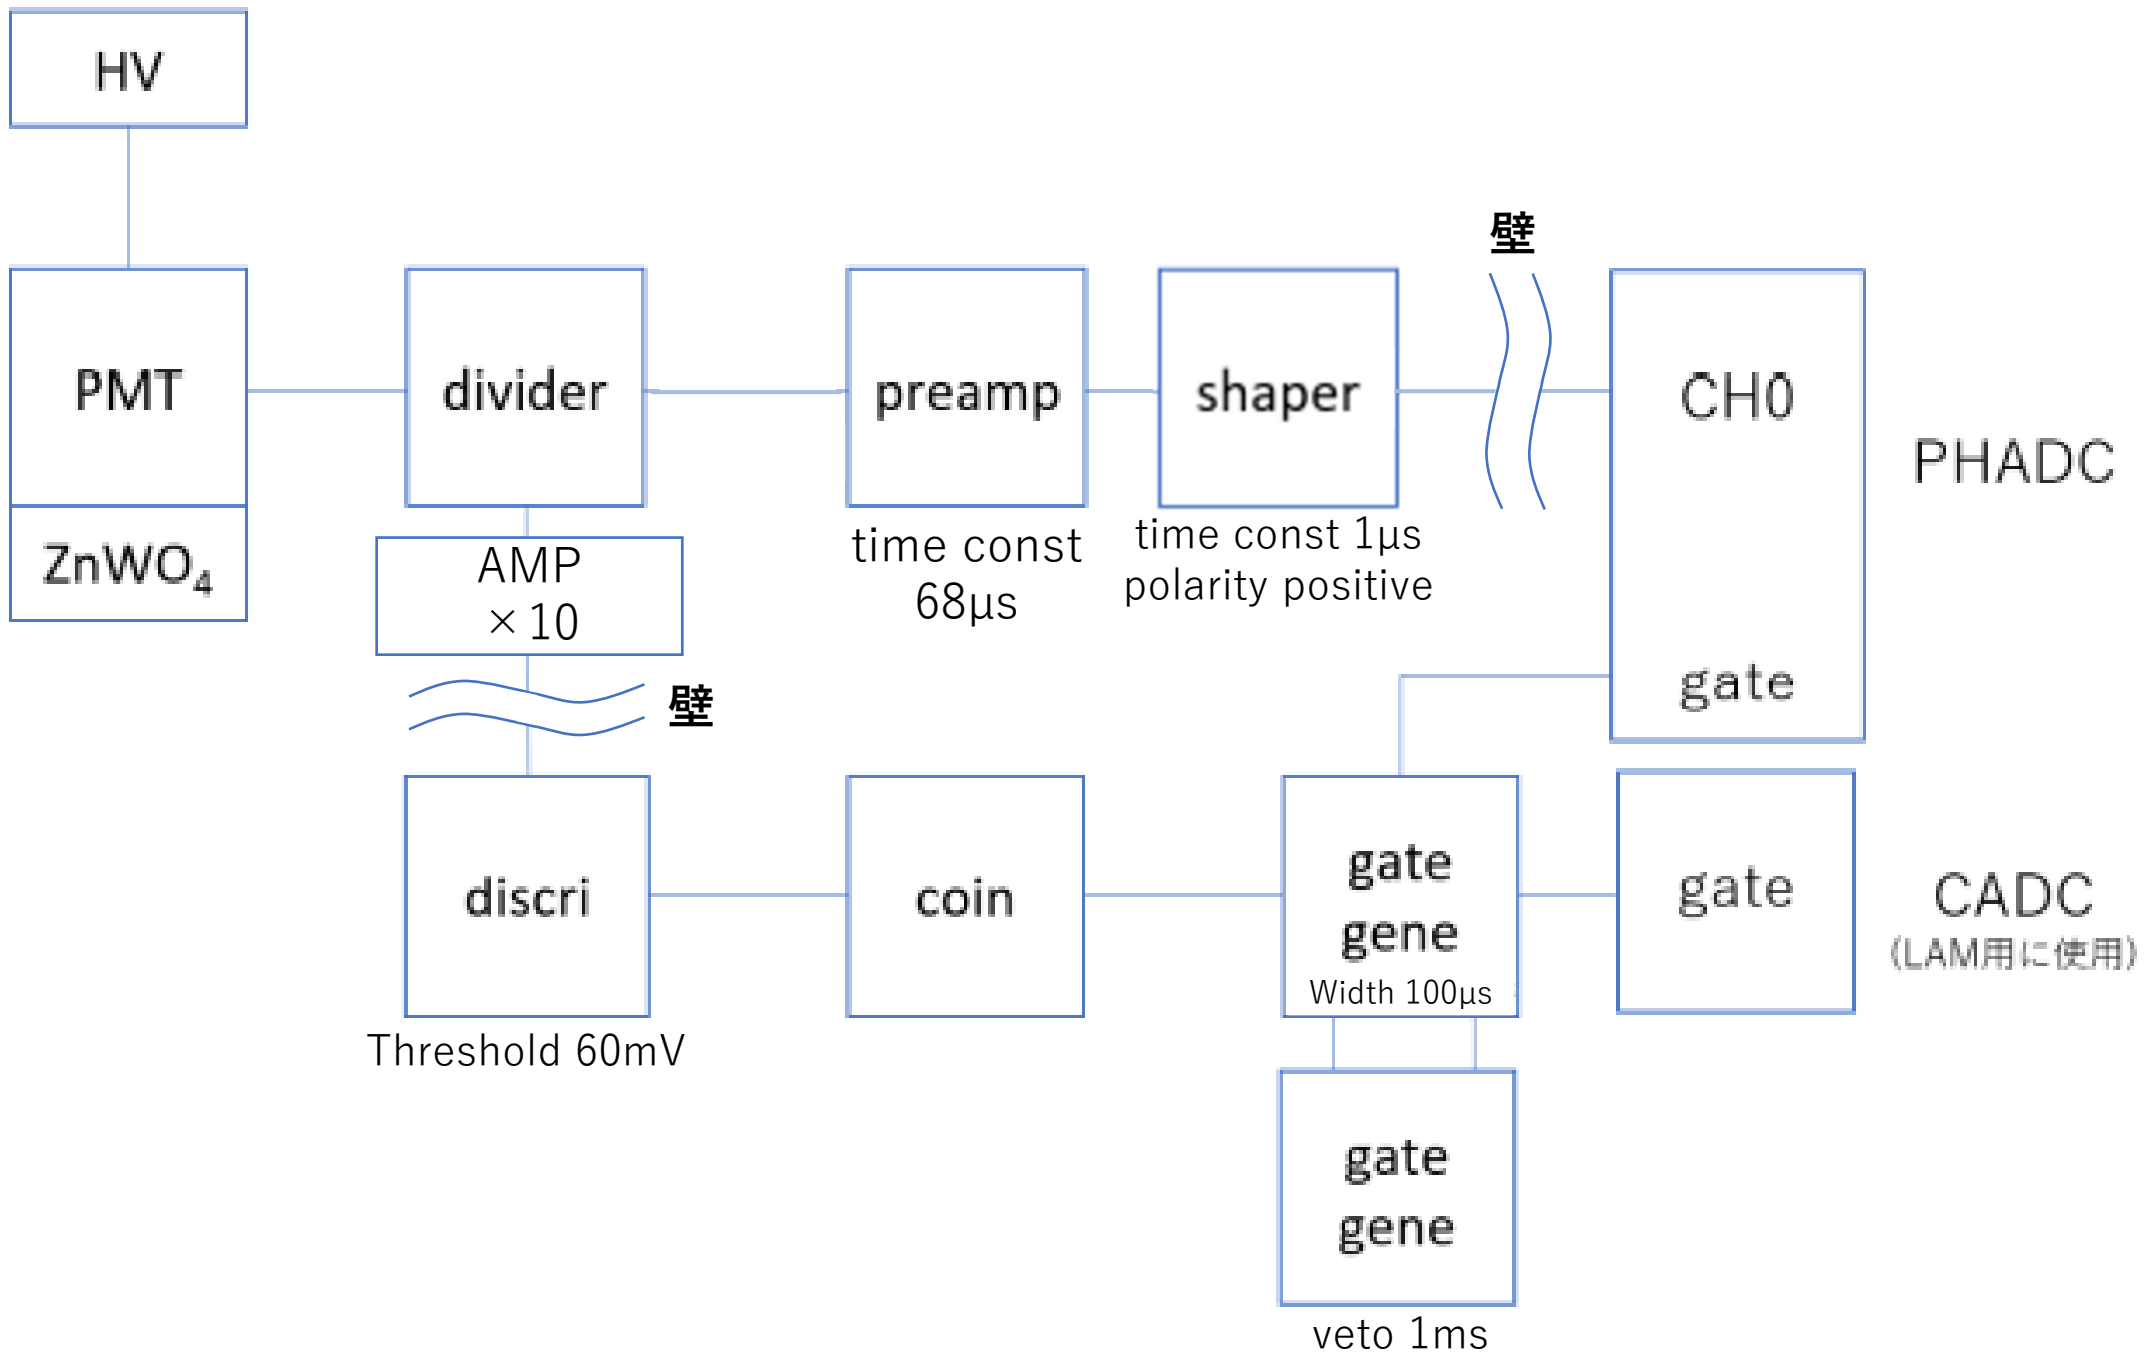 HV
壁
PMT
divider
preamp
shaper
CH0
PHADC
ZnWO₄
AMP
×10
time const
68μs
time const 1μs
polarity positive
壁
gate
discri
coin
gate
gene
Width 100μs
gate
CADC
(LAM用に使用)
Threshold 60mV
gate
gene
veto 1ms